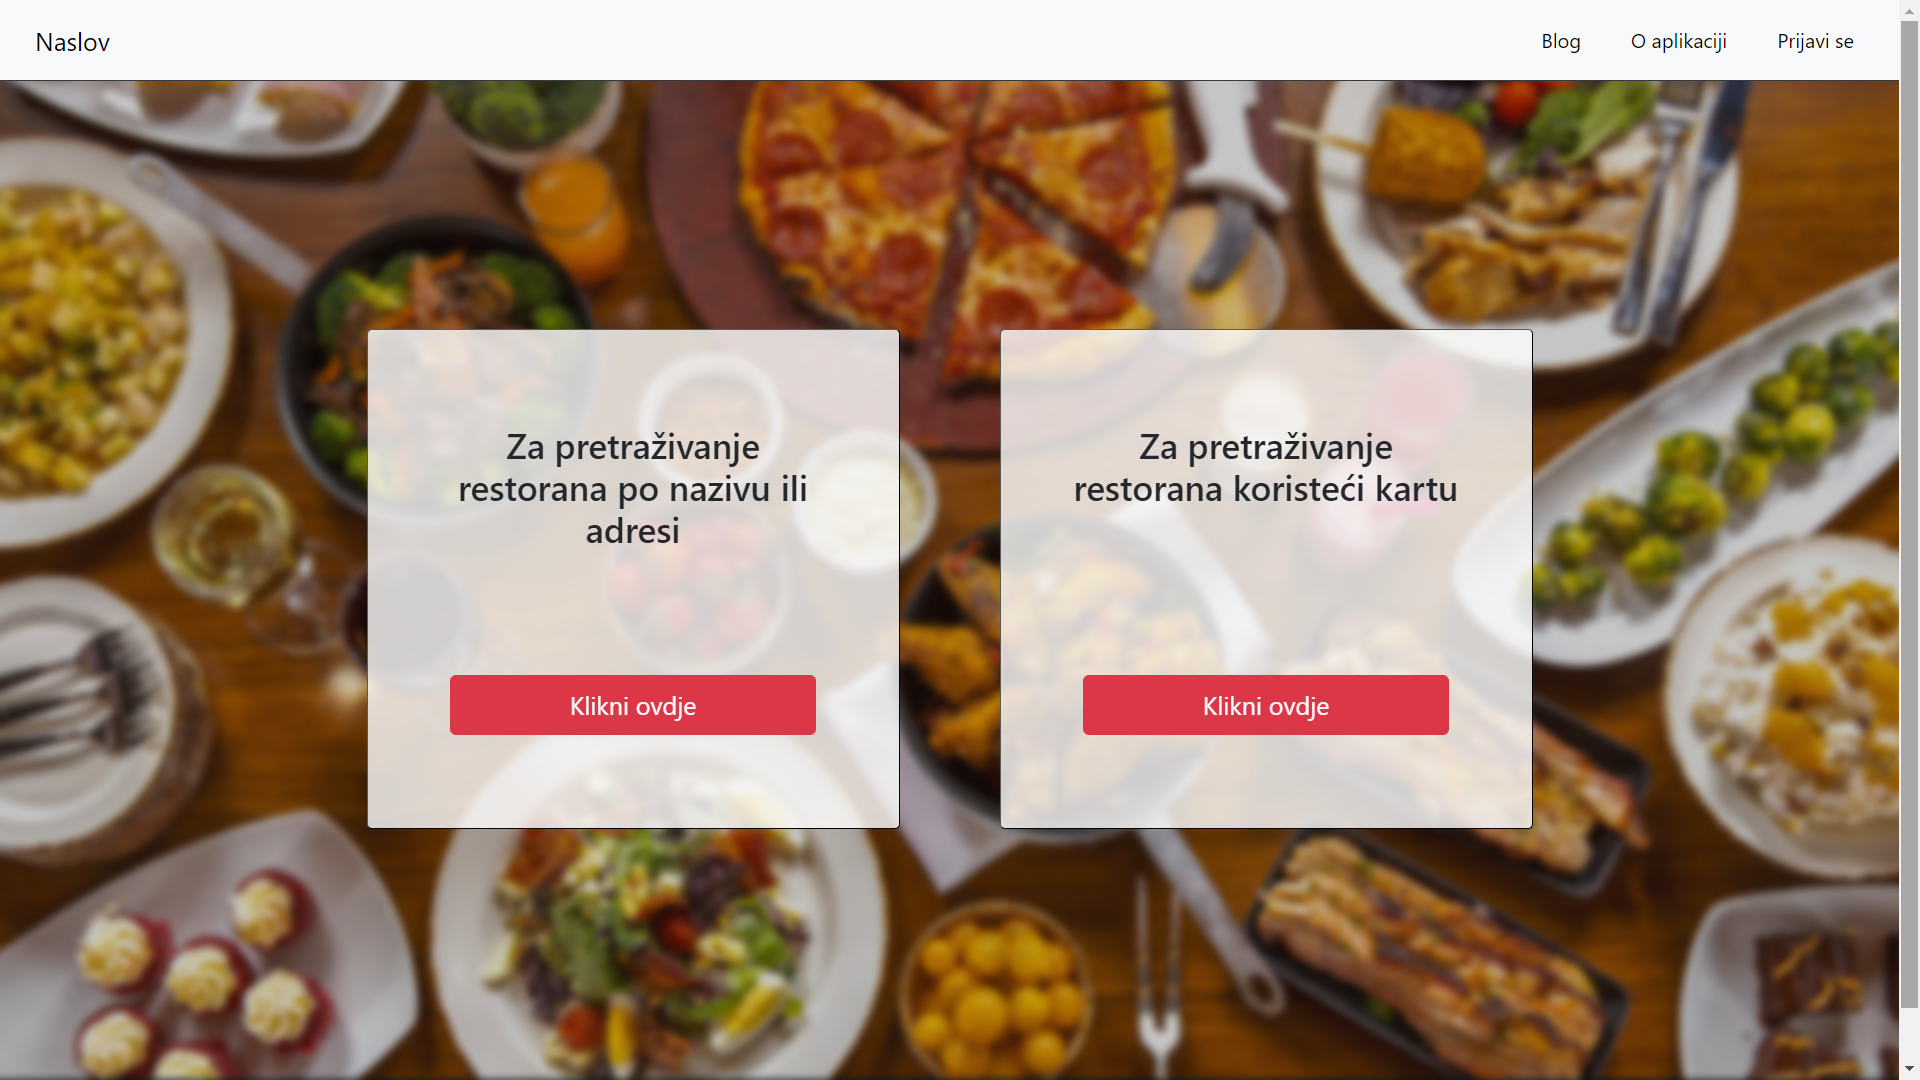 Naslov
Blog
O aplikaciji
Prijavi se
Za pretraživanje
restorana po nazivu ili
adresi
Klikni ovdje
Za pretraživanje
restorana koristeći kartu
Klikni ovdje